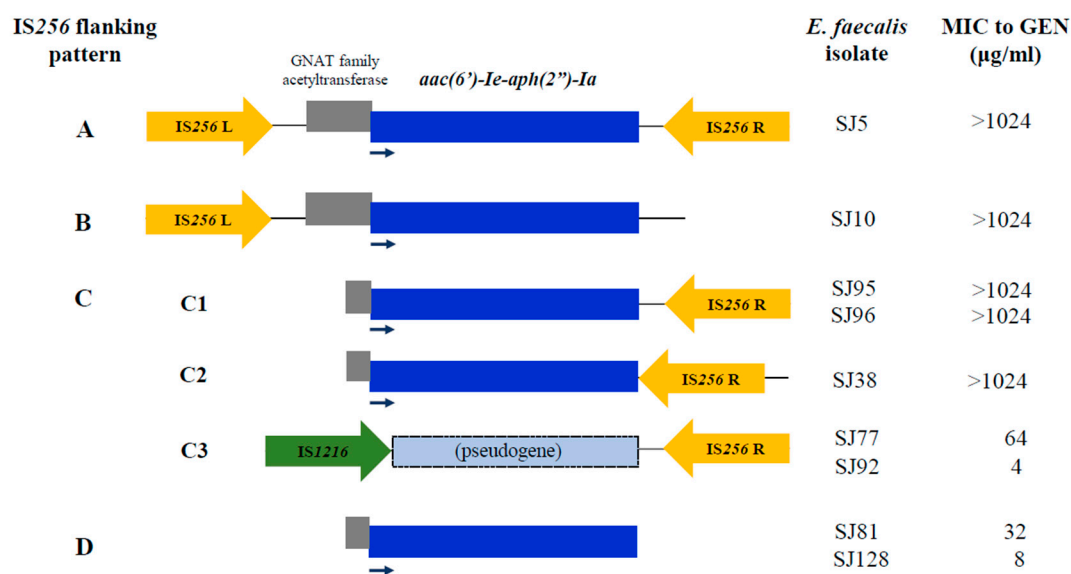 IS256 flanking pattern
GNAT family acetyltransferase
aac(6’)-Ie-aph(2”)-Ia
E. faecalis isolate
MIC to GEN (µg/ml)
A
IS256 L
IS256 R
SJ5
>1024
B
IS256 L
SJ10
>1024
C
C1
IS256 R
SJ95
>1024
SJ96
>1024
C2
IS256 R
SJ38
>1024
C3
IS1216
(pseudogene)
IS256 R
SJ77
64
SJ92
4
D
SJ81
32
SJ128
8